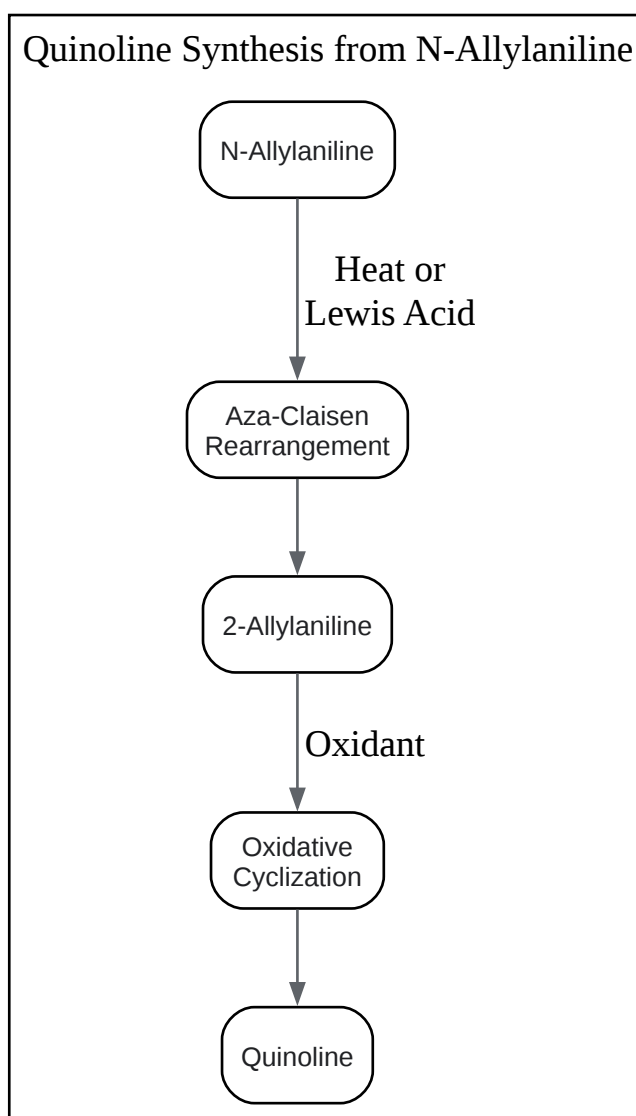 Quinoline Synthesis from N-Allylaniline
N-Allylaniline
Heat or
Lewis Acid
Aza-Claisen
Rearrangement
2-Allylaniline
Oxidant
Oxidative
Cyclization
Quinoline